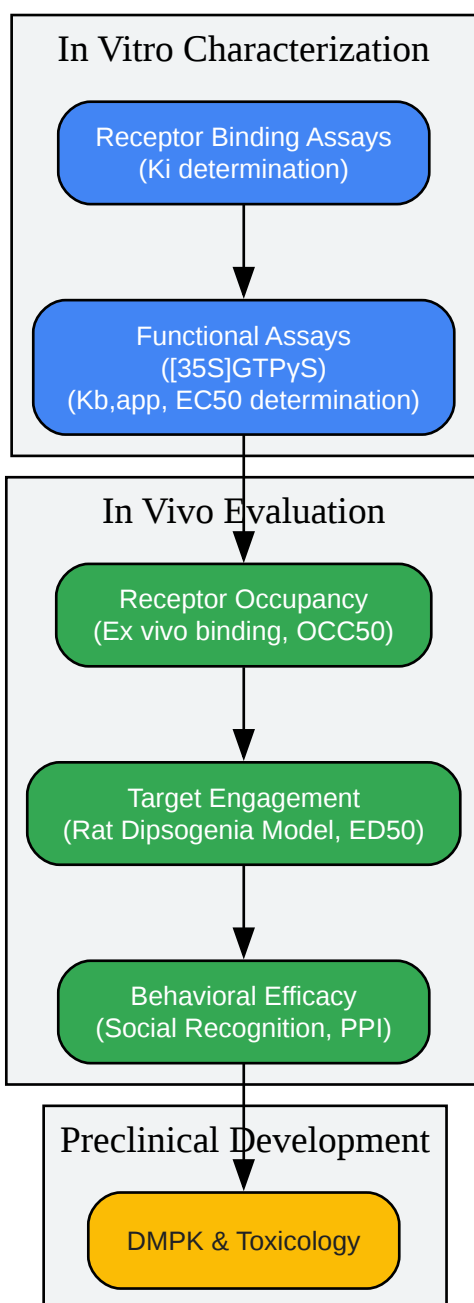 In Vitro Characterization
Receptor Binding Assays
(Ki determination)
Functional Assays
([35S]GTPγS)
(Kb,app, EC50 determination)
In Vivo Evaluation
Receptor Occupancy
(Ex vivo binding, OCC50)
Target Engagement
(Rat Dipsogenia Model, ED50)
Behavioral Efficacy
(Social Recognition, PPI)
Preclinical Development
DMPK & Toxicology